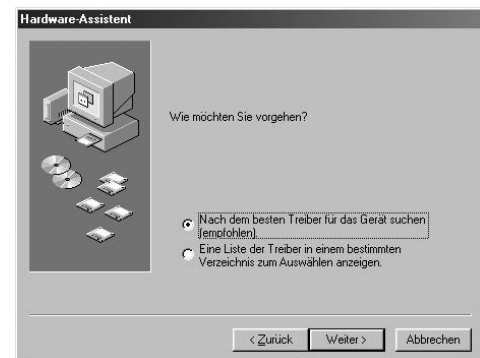 Hardware-Assistent
Wie möchten Sie vorgehen?
Nach dem besten Treiber für das Gerät suchen
(empfohlen).
Eine Liste der Treiber in einem bestimmten
Verzeichnis zum Auswählen anzeigen.
< Zurück Weiter > Abbrechen